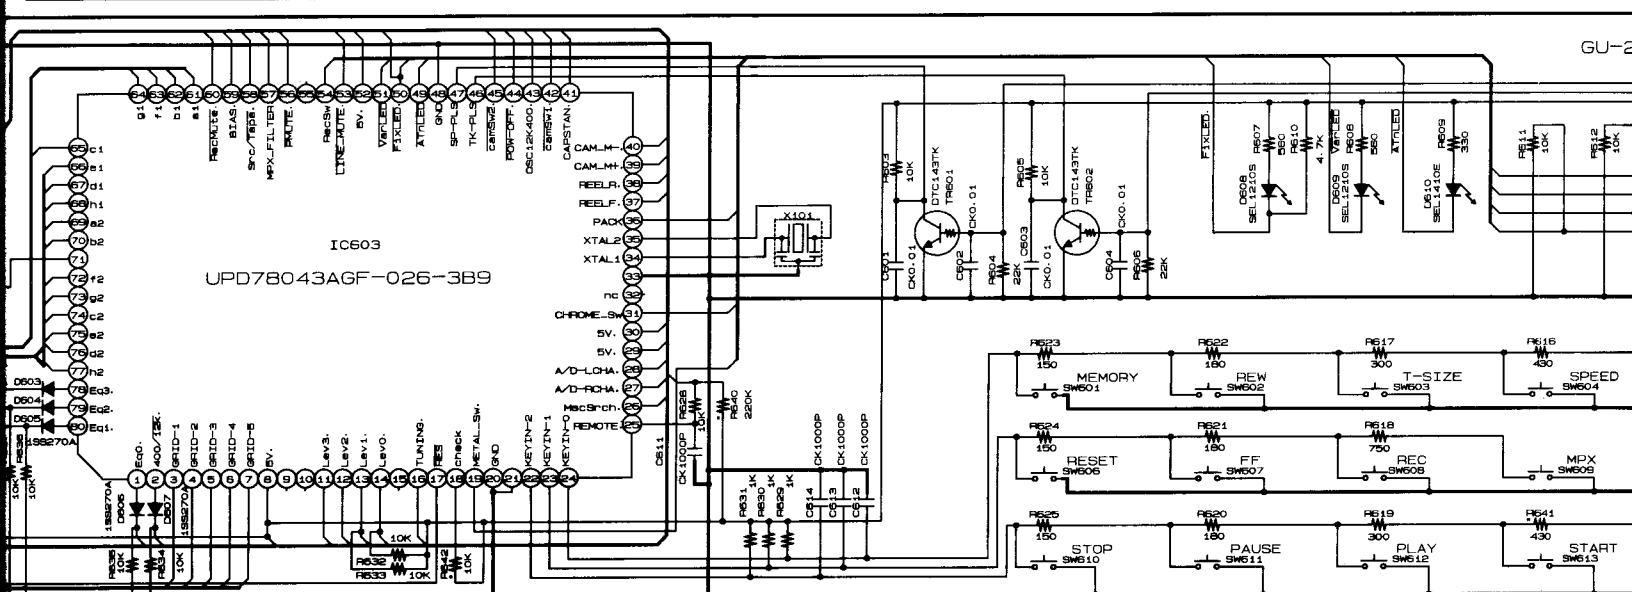 GU-2
64 63 62 61 60 59 58 57 56 55 54 53 52 51 50 49 48 47 46 45 44 43 42 41
g1
f1
b1
a1
RecMute.
BIAS.
Src/Tape.
MPX_FILTER
PMUTE.
RecSw
LINE_MUTE.
5V.
VarLED
FixLED.
ATnLED
GND
SP-PLS
TK-PLS
camSW2.
POW-OFF.
OSC12K400.
camSW1.
CAPSTAN.
65 c1
66 e1
67 d1
68 h1
69 a2
70 b2
71
72 f2
73 g2
74 c2
75 e2
76 d2
77 h2
78 Eq3.
79 Eq2.
80 Eq1.
D603
D604
D605
1SS270A
R636
10K
10K
IC603
UPD78043AGF-026-3B9
CAM_M-. 40
CAM_M+. 39
REELR. 38
REELF. 37
PACK 36
XTAL2 35
XTAL1 34
33
nc 32
CHROME_SW 31
5V. 30
5V. 29
A/D-LCHA. 28
A/D-RCHA. 27
MscSrch. 26
REMOTE. 25
Eq0.
400/12K.
GRID-1
GRID-2
GRID-3
GRID-4
GRID-5
5V.
Lev3.
Lev2.
Lev1.
Lev0.
TUNING.
RES
check
METAL_SW.
GND
KEYIN-2
KEYIN-1
KEYIN-0
1 2 3 4 5 6 7 8 9 10 11 12 13 14 15 16 17 18 19 20 21 22 23 24
1SS270A
D606
D607
1SS270A
R635
10K
R634
10K
10K
R632
R633
10K
R642
10K
X101
R628
10K
R640
220K
C611
CK1000P
R631
1K
R630
1K
R629
1K
C614
CK1000P
C613
CK1000P
C612
CK1000P
R603
10K
DTC143TK
TR601
C601
CK0.01
C602
CK0.01
R604
22K
R605
10K
C603
CK0.01
DTC143TK
TR602
C604
CK0.01
R606
22K
FixLED.
R607
560
R610
4.7K
D608
SEL1210S
VarLED
R608
560
D609
SEL1210S
ATnLED
R609
330
D610
SEL1410E
R611
10K
R612
10K
R623
150
MEMORY
SW601
R622
180
REW
SW602
R617
300
T-SIZE
SW603
R616
430
SPEED
SW604
R624
150
RESET
SW606
R621
180
FF
SW607
R618
750
REC
SW608
MPX
SW609
R625
150
STOP
SW610
R620
180
PAUSE
SW611
R619
300
PLAY
SW612
R641
430
START
SW613